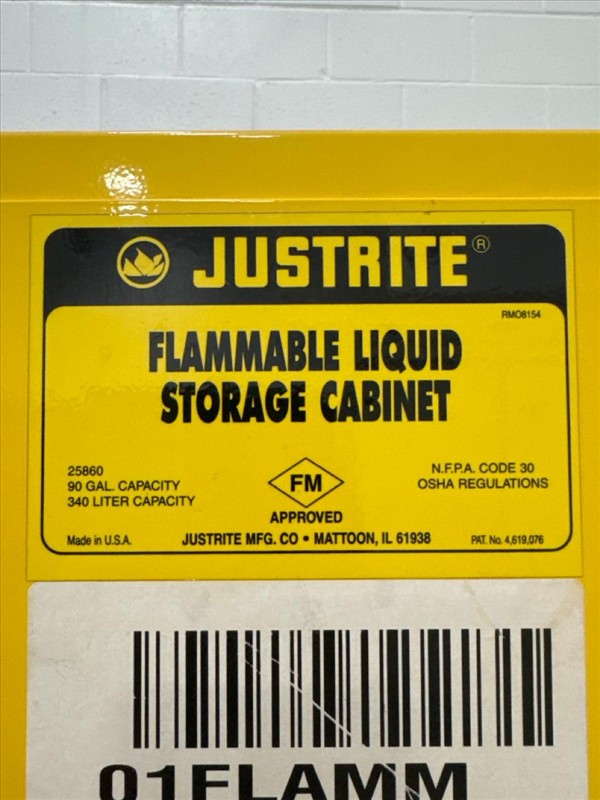 JUSTRITE®
RMO8154
FLAMMABLE LIQUID
STORAGE CABINET
25860
90 GAL. CAPACITY
340 LITER CAPACITY
FM
APPROVED
N.F.P.A. CODE 30
OSHA REGULATIONS
Made in U.S.A.
JUSTRITE MFG. CO • MATTOON, IL 61938
PAT. No. 4,619,076
01FLAMM